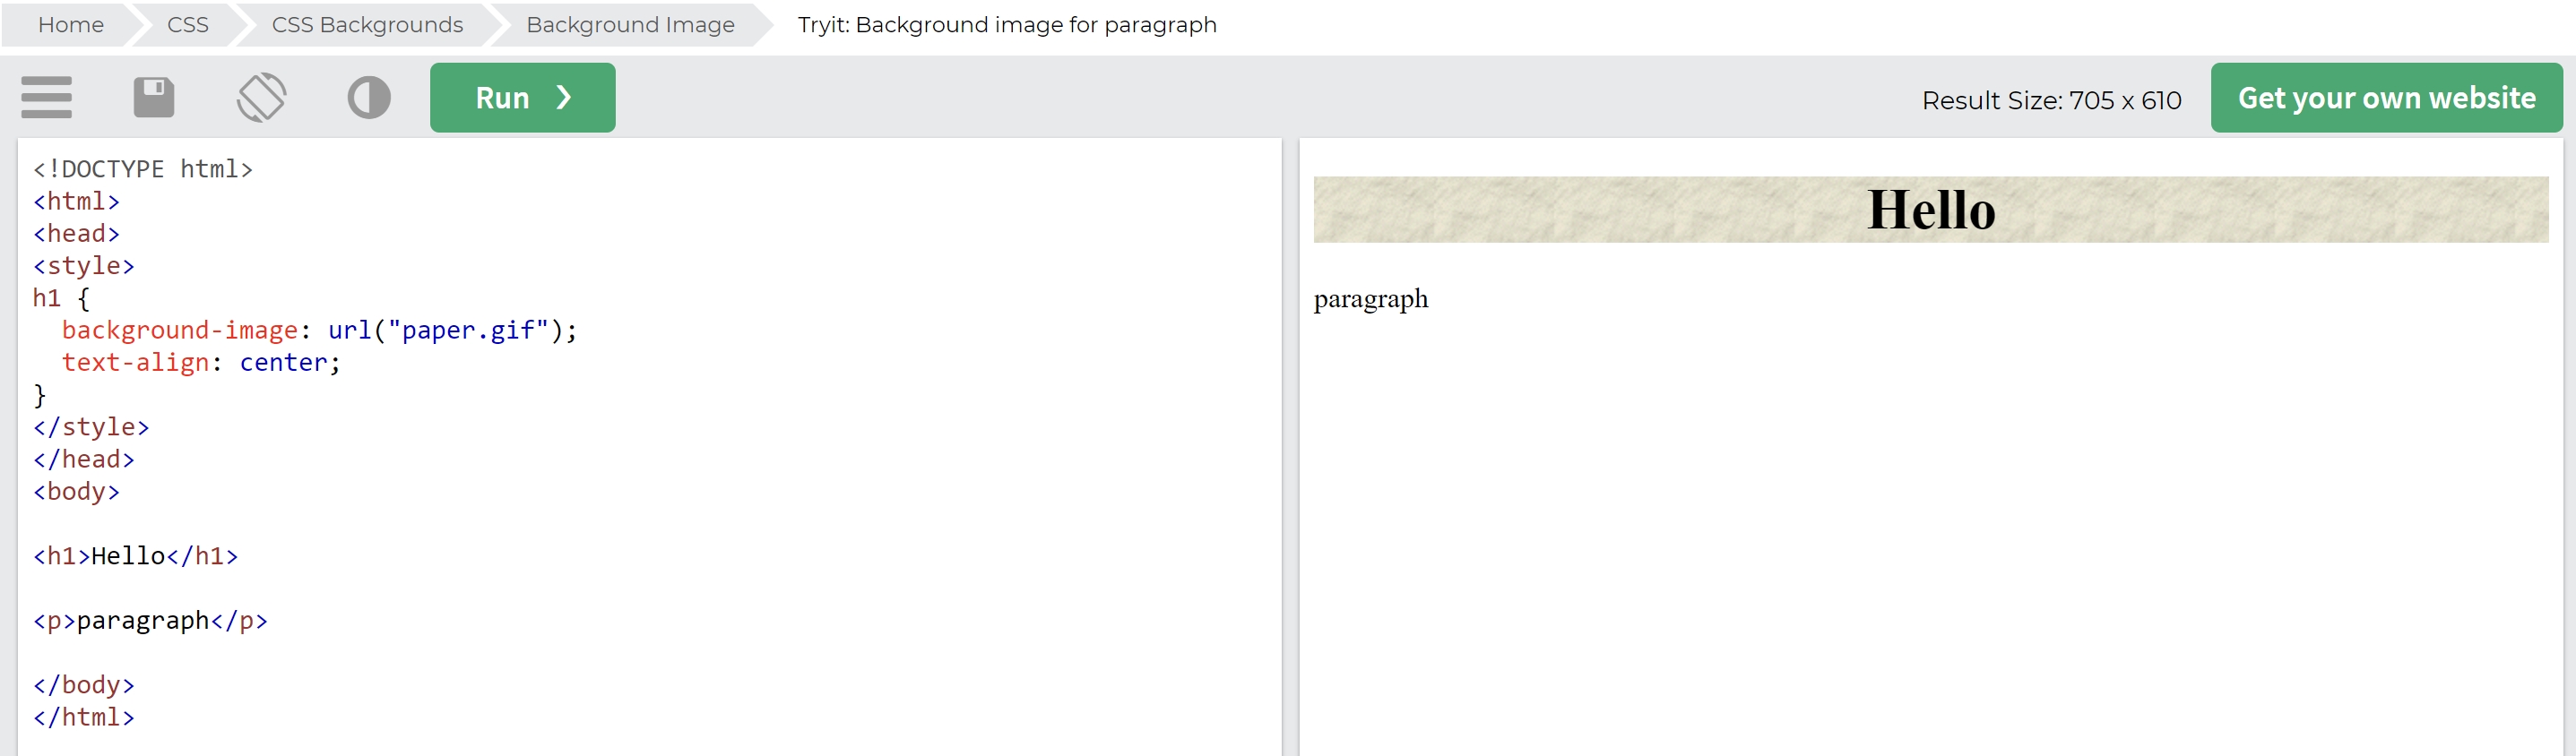 Home CSS CSS Backgrounds Background Image Tryit: Background image for paragraph
Run ❯ Result Size: 705 x 610 Get your own website
<!DOCTYPE html>
<html>
<head>
<style>
h1 {
  background-image: url("paper.gif");
  text-align: center;
}
</style>
</head>
<body>
<h1>Hello</h1>
<p>paragraph</p>
</body>
</html>
Hello
paragraph